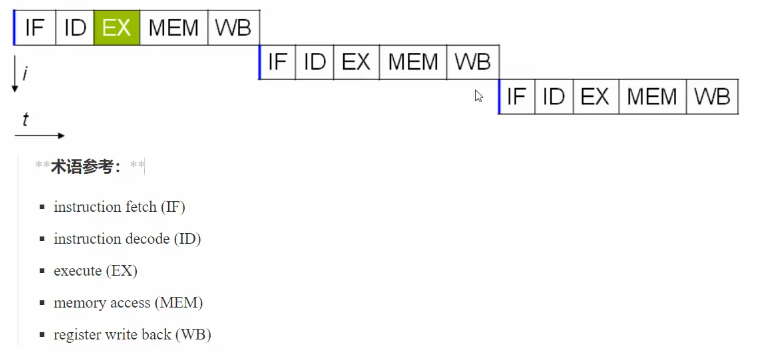 IF ID EX MEM WB
IF ID EX MEM WB
i
IF ID EX MEM WB
t
**术语参考：**
▪ instruction fetch (IF)
▪ instruction decode (ID)
▪ execute (EX)
▪ memory access (MEM)
▪ register write back (WB)